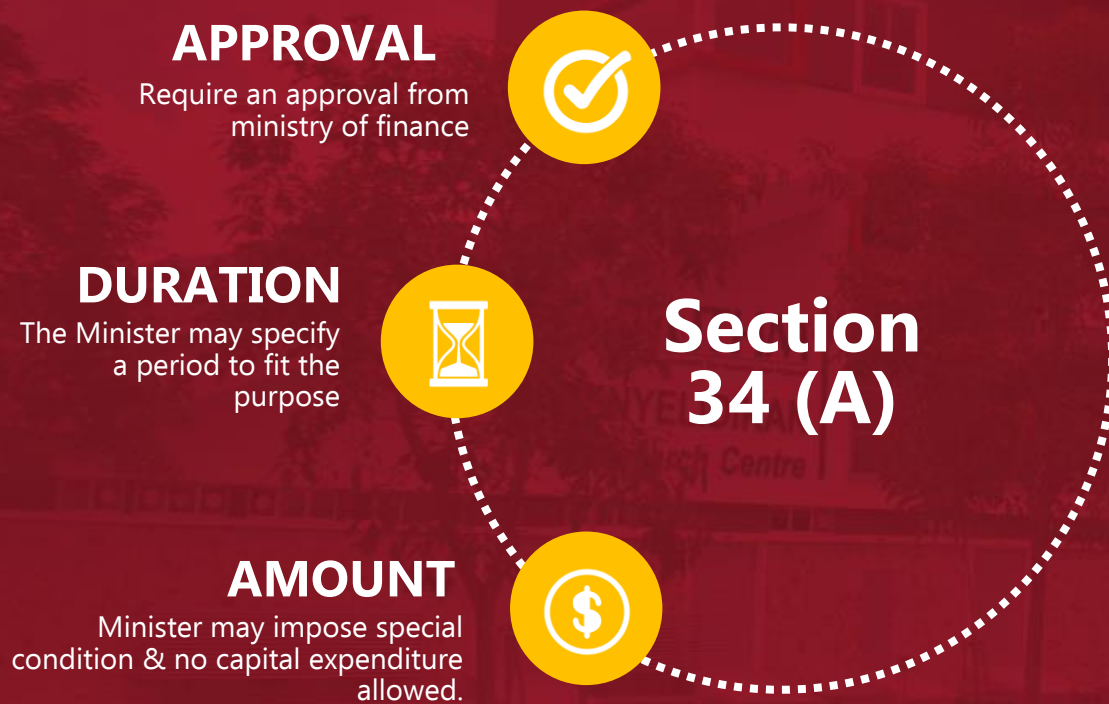 APPROVAL
Require an approval from
ministry of finance
DURATION
The Minister may specify
a period to fit the
purpose
Section
34 (A)
AMOUNT
Minister may impose special
condition & no capital expenditure
allowed.
Centre